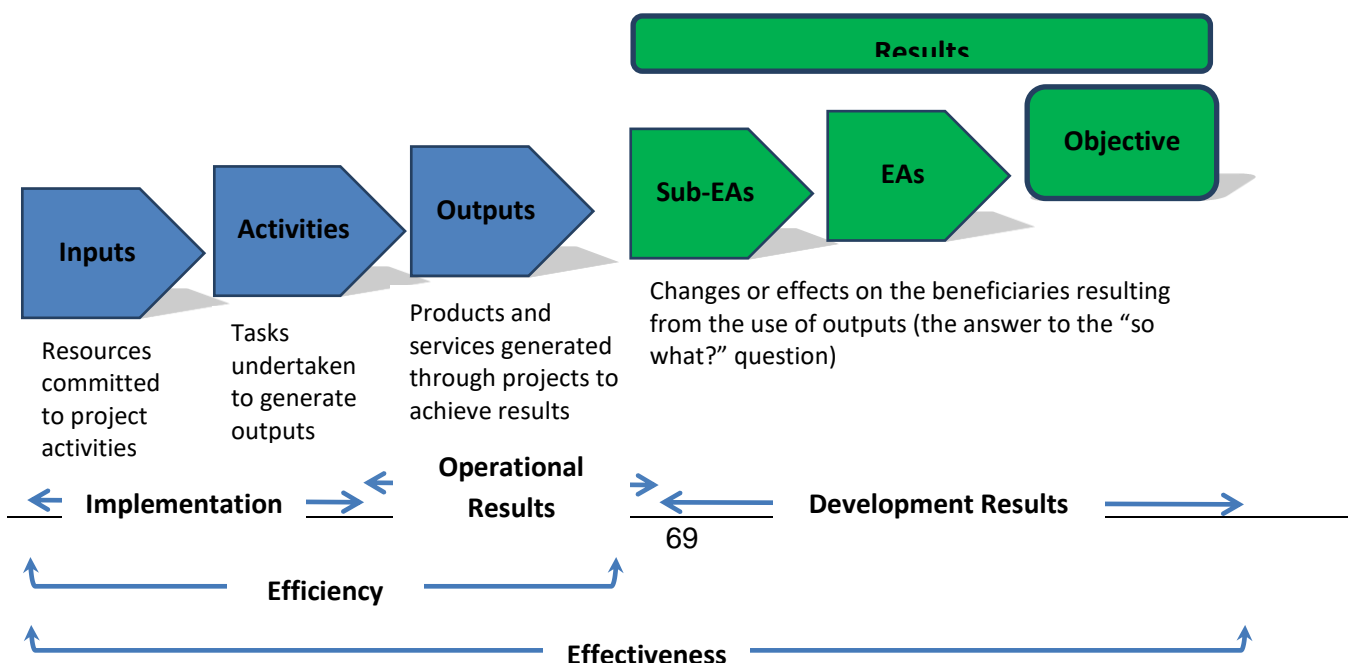 Results
Objective
EAs
Sub-EAs
Outputs
Activities
Inputs
Changes or effects on the beneficiaries resulting
from the use of outputs (the answer to the “so
what?” question)
Products and
services generated
through projects to
achieve results
Tasks
undertaken
to generate
outputs
Resources
committed
to project
activities
Implementation
Operational
Results
Development Results
69
Efficiency
Effectiveness